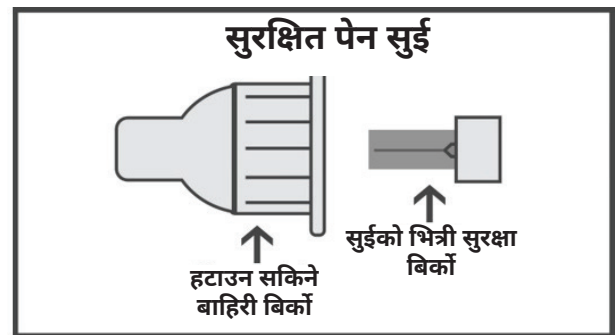 सुरक्षित पेन सुई
सुईको भित्री सुरक्षा
बिर्को
हटाउन सकिने
बाहिरी बिर्को